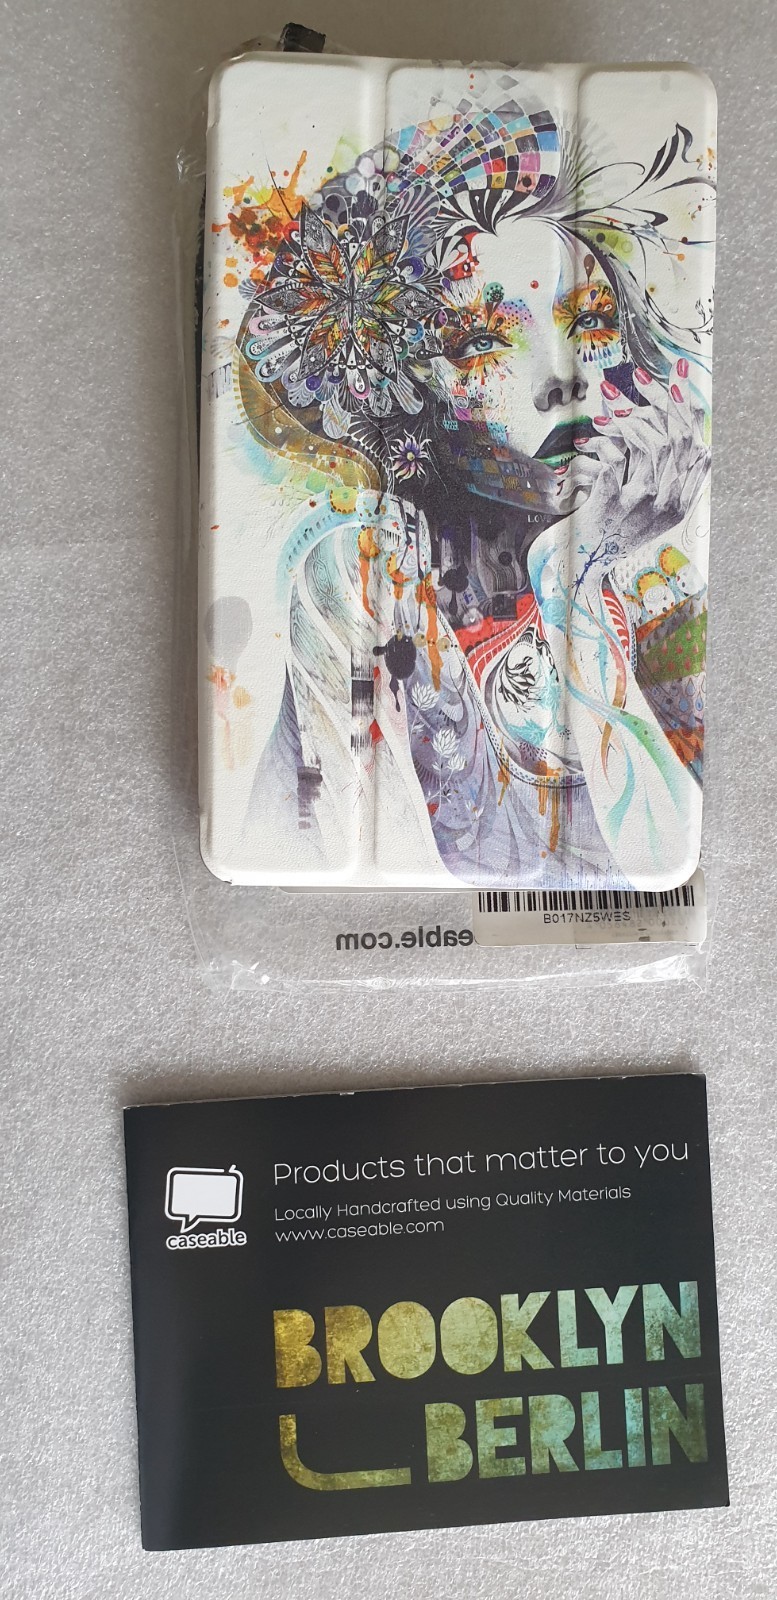 LOVE
B017NZ5WES
eable.com
Products that matter to you
Locally Handcrafted using Quality Materials
www.caseable.com
caseable
BROOKLYN
BERLIN